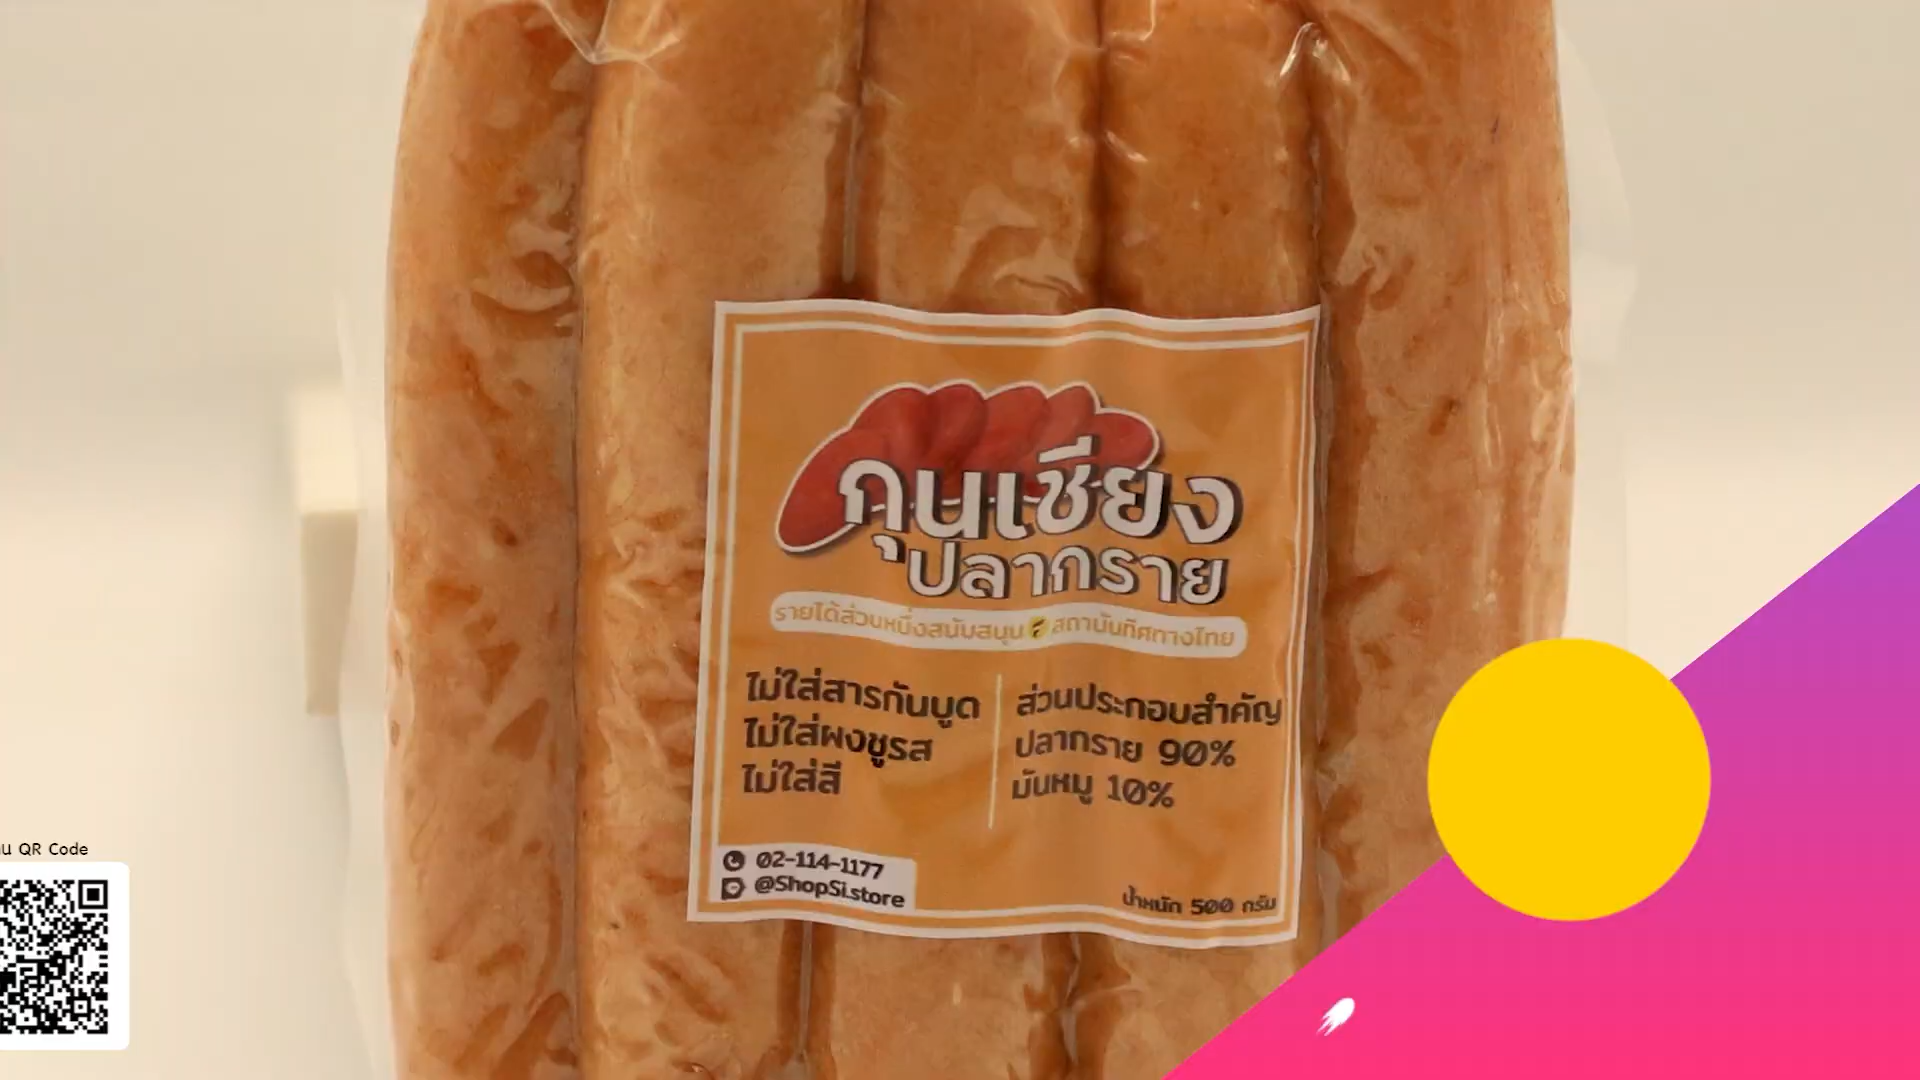 กุนเชียง
ปลากราย
รายได้ส่วนหนึ่งสนับสนุน สถาบันทิศทางไทย
ไม่ใส่สารกันบูด
ไม่ใส่ผงชูรส
ไม่ใส่สี
ส่วนประกอบสำคัญ
ปลากราย 90%
มันหมู 10%
02-114-1177
@ShopSi.store
น้ำหนัก 500 กรัม
QR Code